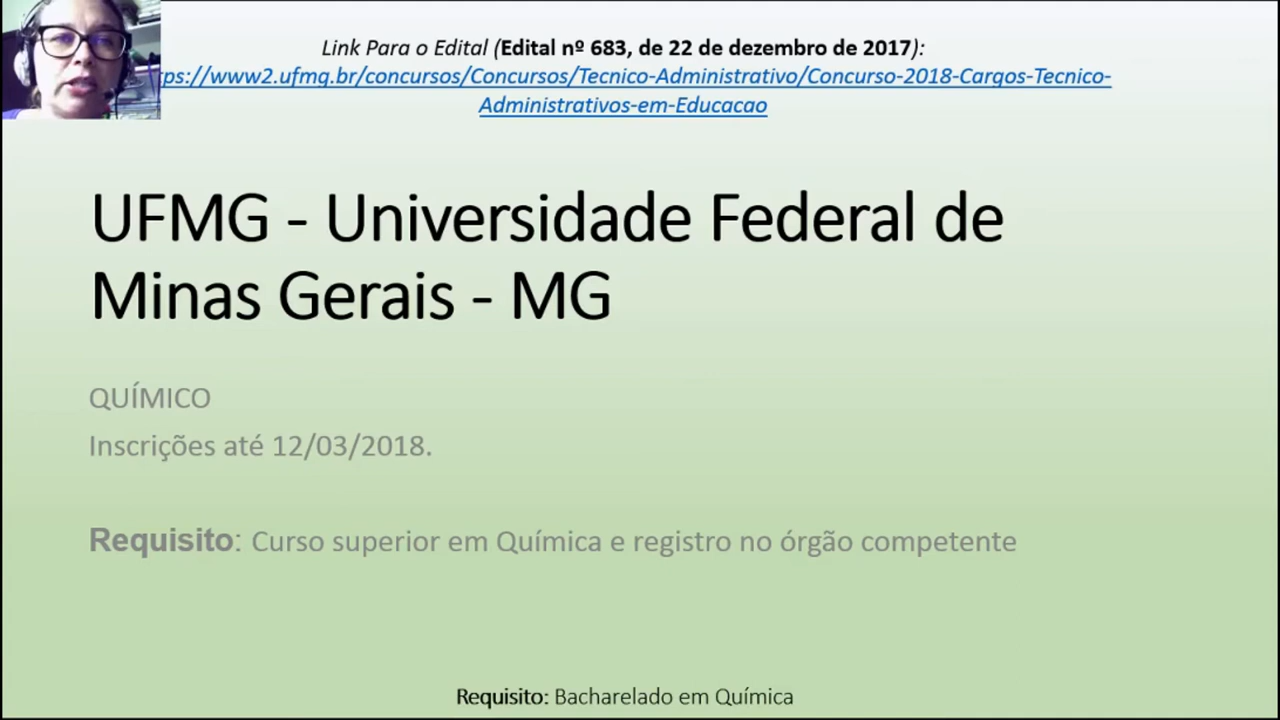 Link Para o Edital (Edital nº 683, de 22 de dezembro de 2017):
ps://www2.ufmg.br/concursos/Concursos/Tecnico-Administrativo/Concurso-2018-Cargos-Tecnico-
Administrativos-em-Educacao
UFMG - Universidade Federal de
Minas Gerais - MG
QUÍMICO
Inscrições até 12/03/2018.
Requisito: Curso superior em Química e registro no órgão competente
Requisito: Bacharelado em Química